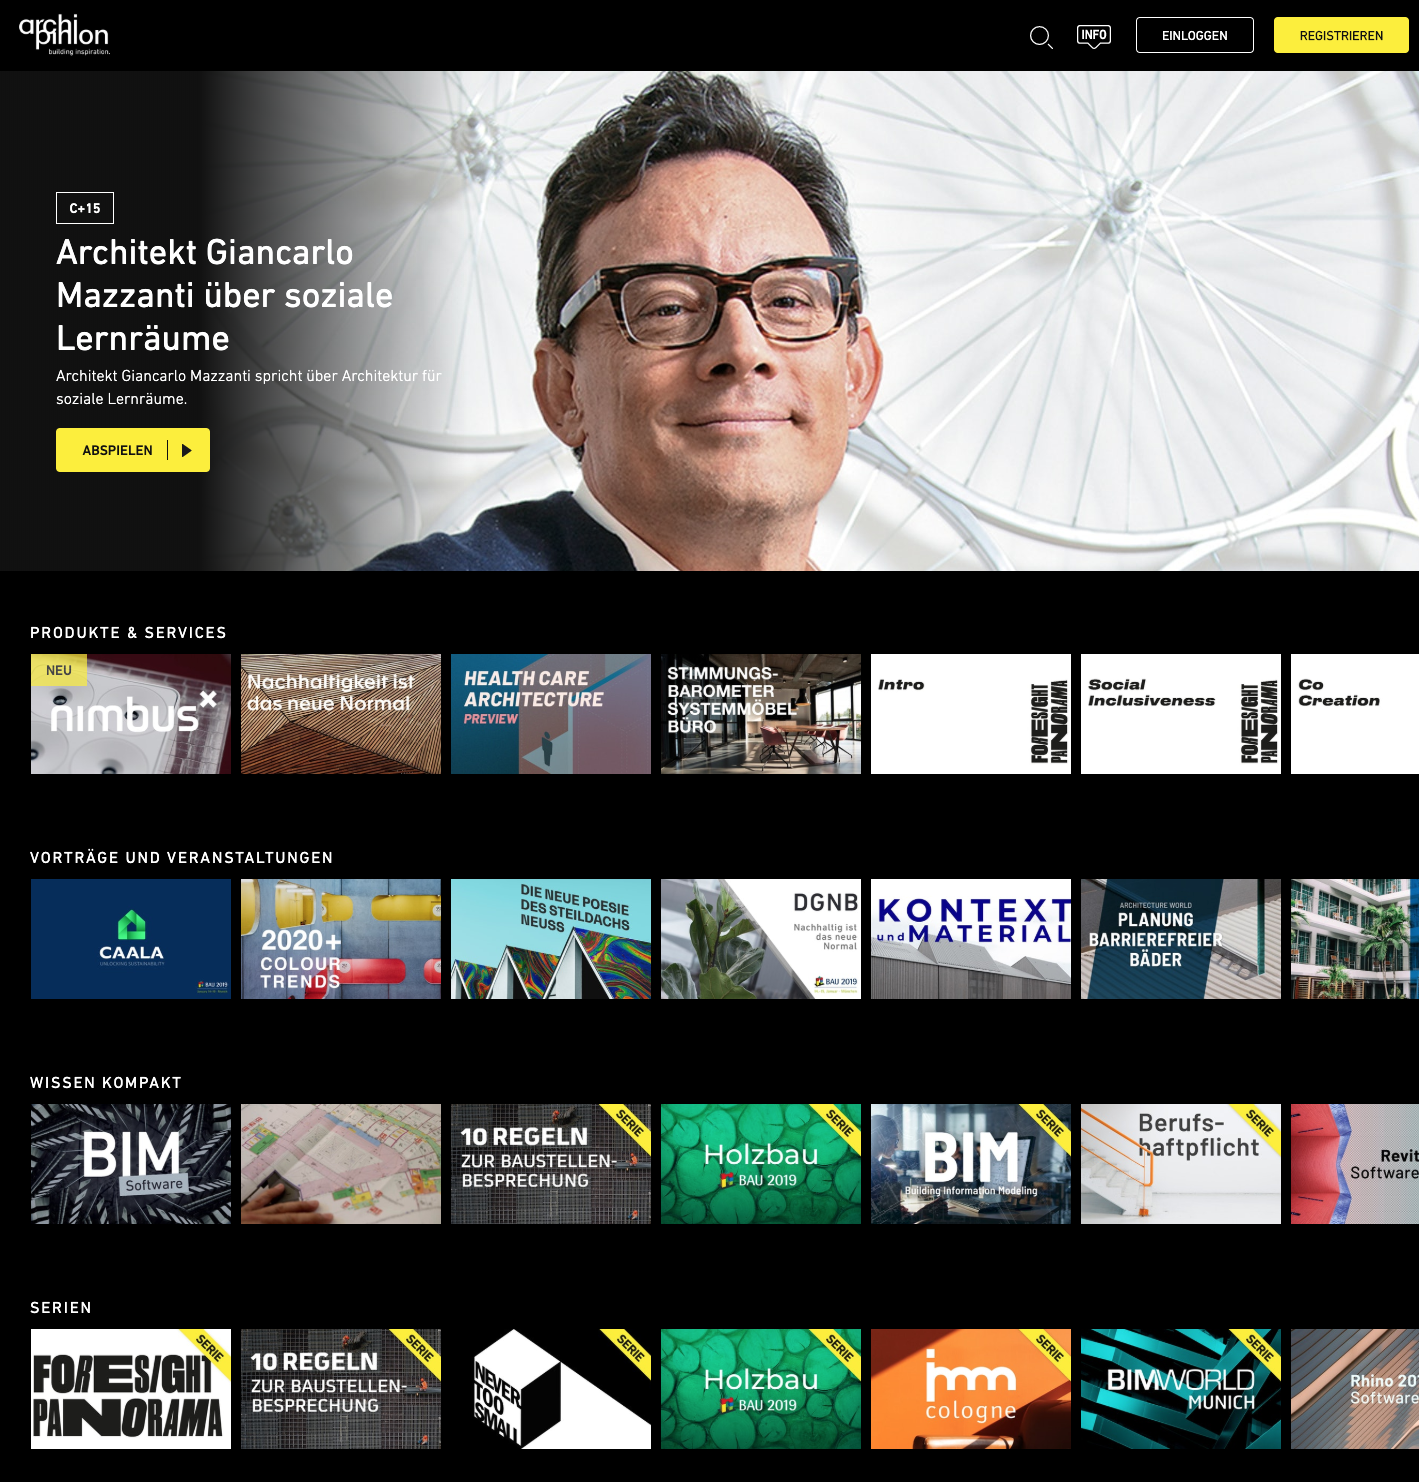 archi
pinion
building inspiration.
INFO
EINLOGGEN
REGISTRIEREN
C+15
Architekt Giancarlo
Mazzanti über soziale
Lernräume
Architekt Giancarlo Mazzanti spricht über Architektur für
soziale Lernräume.
ABSPIELEN
PRODUKTE & SERVICES
NEU
nimbus x
Nachhaltigkeit ist
das neue Normal
HEALTH CARE
ARCHITECTURE
PREVIEW
STIMMUNGS-
BAROMETER
SYSTEMMÖBEL
BÜRO
Intro
FORESIGHT
PANORAMA
Social
Inclusiveness
FORESIGHT
PANORAMA
Co
Creation
VORTRÄGE UND VERANSTALTUNGEN
CAALA
UNLOCKING SUSTAINABILITY
BAU 2019
2020+
COLOUR
TRENDS
DIE NEUE POESIE
DES STEILDACHS
NEUSS
DGNB
Nachhaltig ist
das neue
Normal
BAU 2019
KONTEXT
und MATERIAL
ARCHITECTURE WORLD
PLANUNG
BARRIEREFREIER
BÄDER
WISSEN KOMPAKT
BIM
Software
SERIE
10 REGELN
ZUR BAUSTELLEN-
BESPRECHUNG
SERIE
Holzbau
BAU 2019
SERIE
BIM
Building Information Modeling
SERIE
Berufs-
haftpflicht
Revit
Software
SERIEN
SERIE
FORESIGHT
PANORAMA
SERIE
10 REGELN
ZUR BAUSTELLEN-
BESPRECHUNG
SERIE
NEVER
TOO
SMALL
SERIE
Holzbau
BAU 2019
SERIE
imm
cologne
SERIE
BIMWORLD
MUNICH
Rhino 20
Software